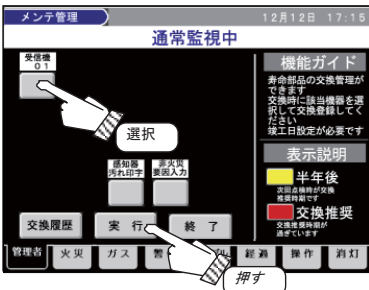 メンテ管理
12月12日 17:15
通常監視中
受信機
01
選択
感知器
汚れ印字
非火災
要因入力
交換履歴
実 行
終 了
押す
機能ガイド
寿命部品の交換管理が
できます
交換時に該当機器を選
択して交換登録してく
ださい
竣工日設定が必要です
表示説明
半年後
次回点検時が交換
推奨時期です
交換推奨
交換推奨時期が
過ぎています
管理者
火災
ガス
経過
操作
消灯